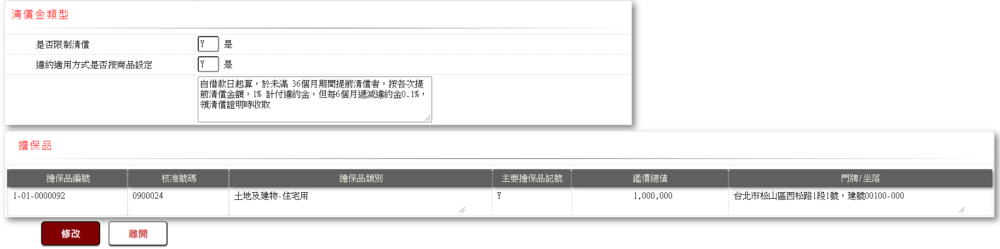 清償金類型
是否限制清償 Y 是
違約適用方式是否按商品設定 Y 是
自借款日起算，於未滿 36個月期間提前清償者，按各次提
前清償金額，1% 計付違約金，但每6個月遞減違約金0.1%，
領清償證明時收取
擔保品
擔保品編號 核准號碼 擔保品類別 主要擔保品記號 鑑價總值 門牌/坐落
1-01-0000092 0900024 土地及建物-住宅用 Y 1,000,000 台北市松山區西松路1段1號，建號00100-000
修改 離開